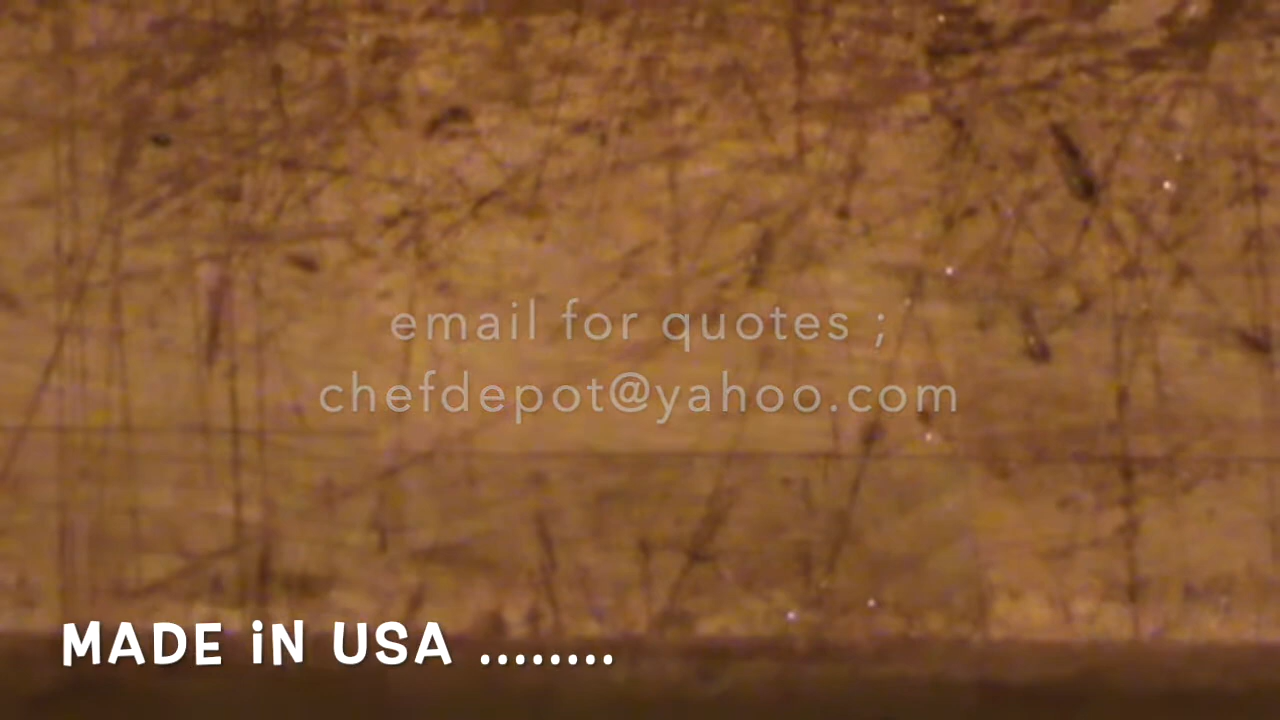 email for quotes ;
chefdepot@yahoo.com
MADE iN USA ........